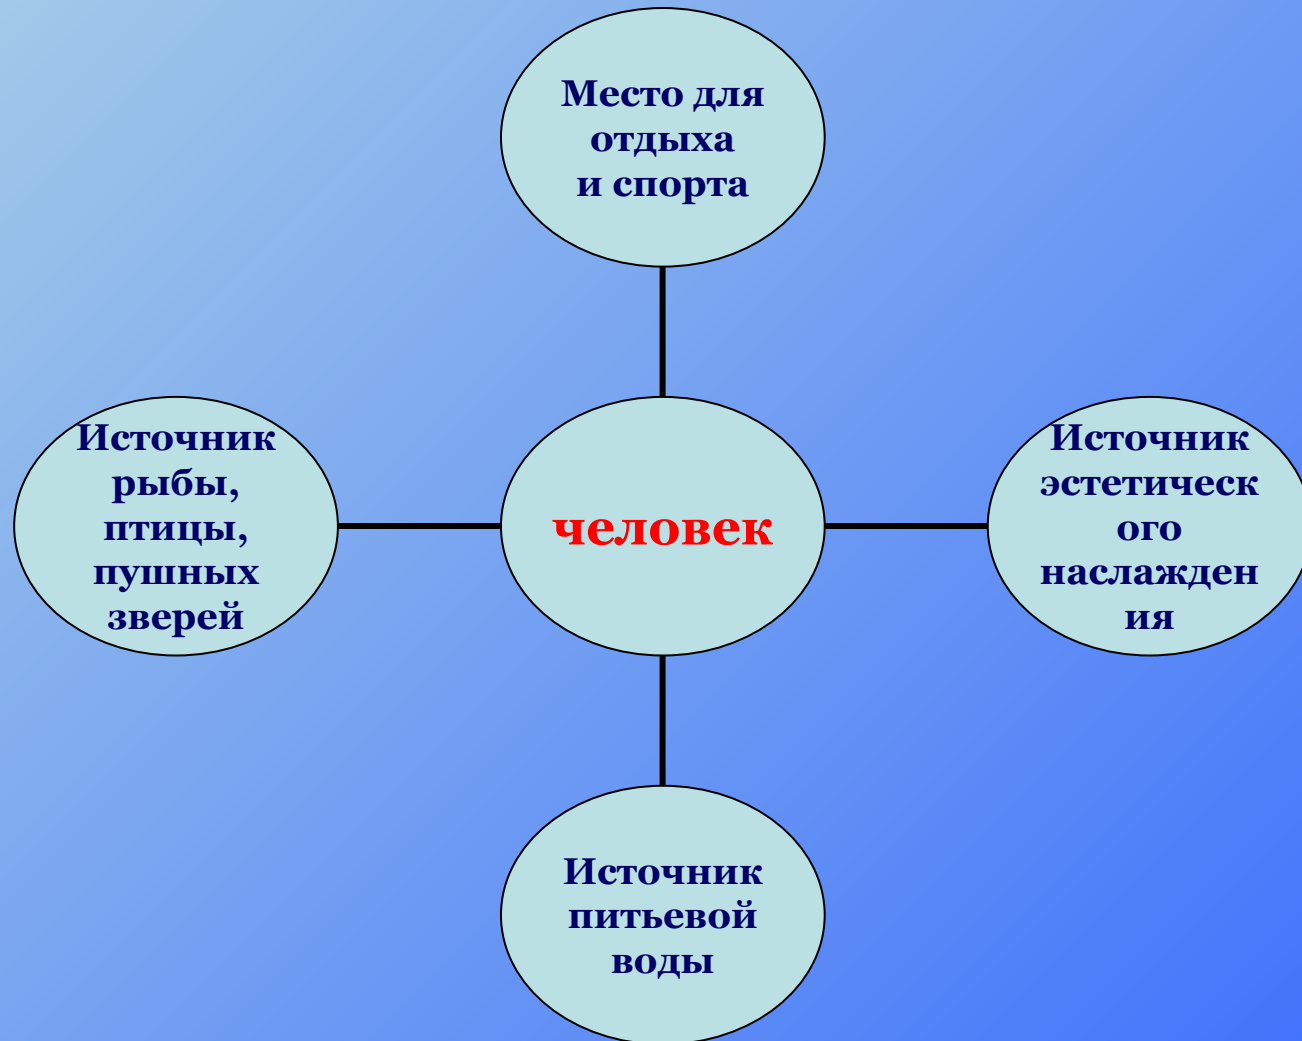 Место для
отдыха
и спорта
Источник
рыбы,
птицы,
пушных
зверей
человек
Источник
эстетическ
ого
наслажден
ия
Источник
питьевой
воды